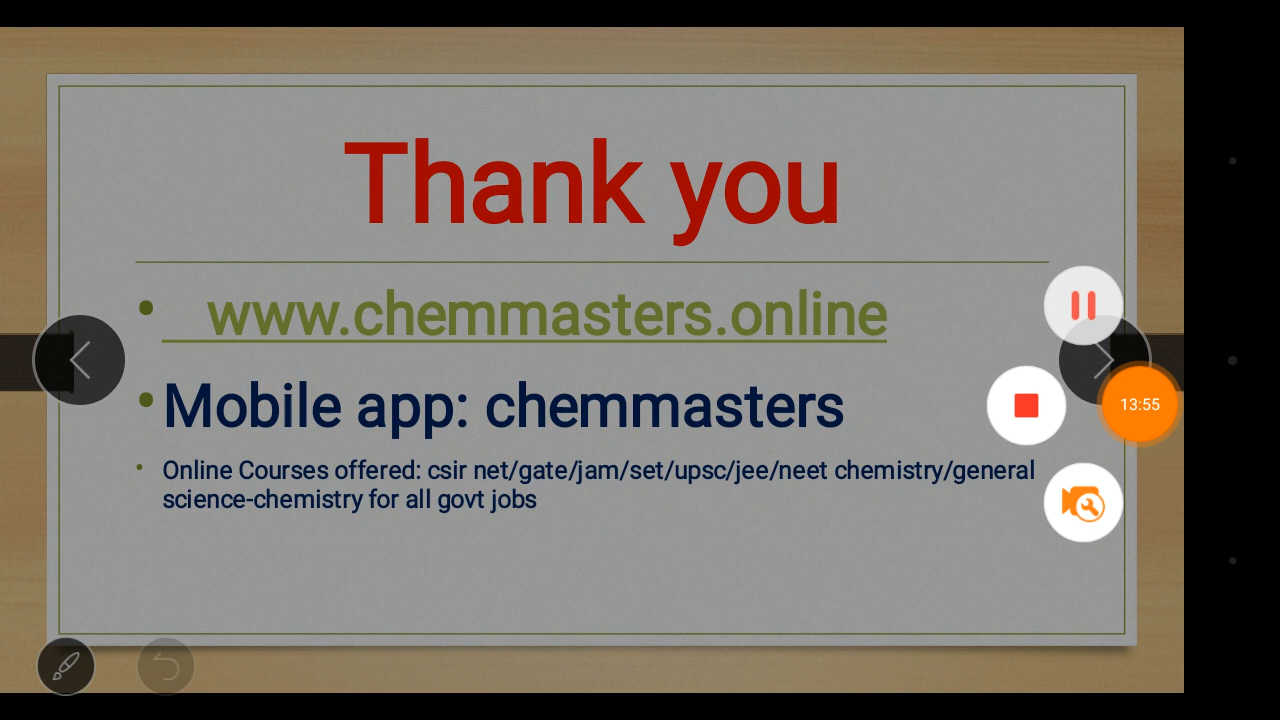 Thank you
• www.chemmasters.online
• Mobile app: chemmasters
• Online Courses offered: csir net/gate/jam/set/upsc/jee/neet chemistry/general
science-chemistry for all govt jobs
13:55